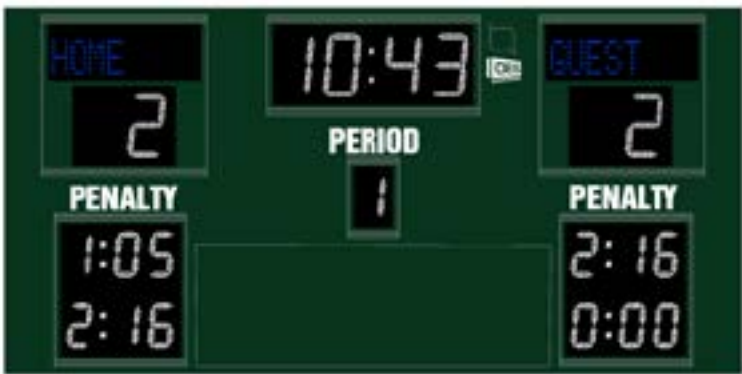 HOME
10:43
GUEST
2
2
PERIOD
1
PENALTY
PENALTY
1:05
2:16
2:16
0:00